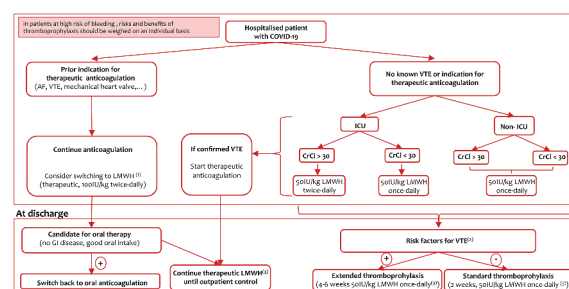 In patients at high risk of bleeding , risks and benefits of
thromboprophylaxis should be weighed on an individual basis
Hospitalised patient
with COVID-19
Prior indication for
therapeutic anticoagulation
(AF, VTE, mechanical heart valve,...)
No known VTE or indication for
therapeutic anticoagulation
ICU
Non- ICU
Continue anticoagulation
Consider switching to LMWH (1)
(therapeutic, 100IU/kg twice-daily)
If confirmed VTE
Start therapeutic
anticoagulation
CrCl > 30
CrCl < 30
CrCl > 30
CrCl < 30
50IU/kg LMWH
twice-daily
50IU/kg LMWH
once-daily
50IU/kg LMWH
once-daily
At discharge
Candidate for oral therapy
(no GI disease, good oral intake)
Risk factors for VTE(2)
+
+
-
Switch back to oral anticoagulation
Continue therapeutic LMWH(3)
until outpatient control
Extended thromboprophylaxis
(4-6 weeks 50IU/kg LMWH once-daily(3))
Standard thromboprophylaxis
(2 weeks, 50IU/kg LMWH once-daily (3))